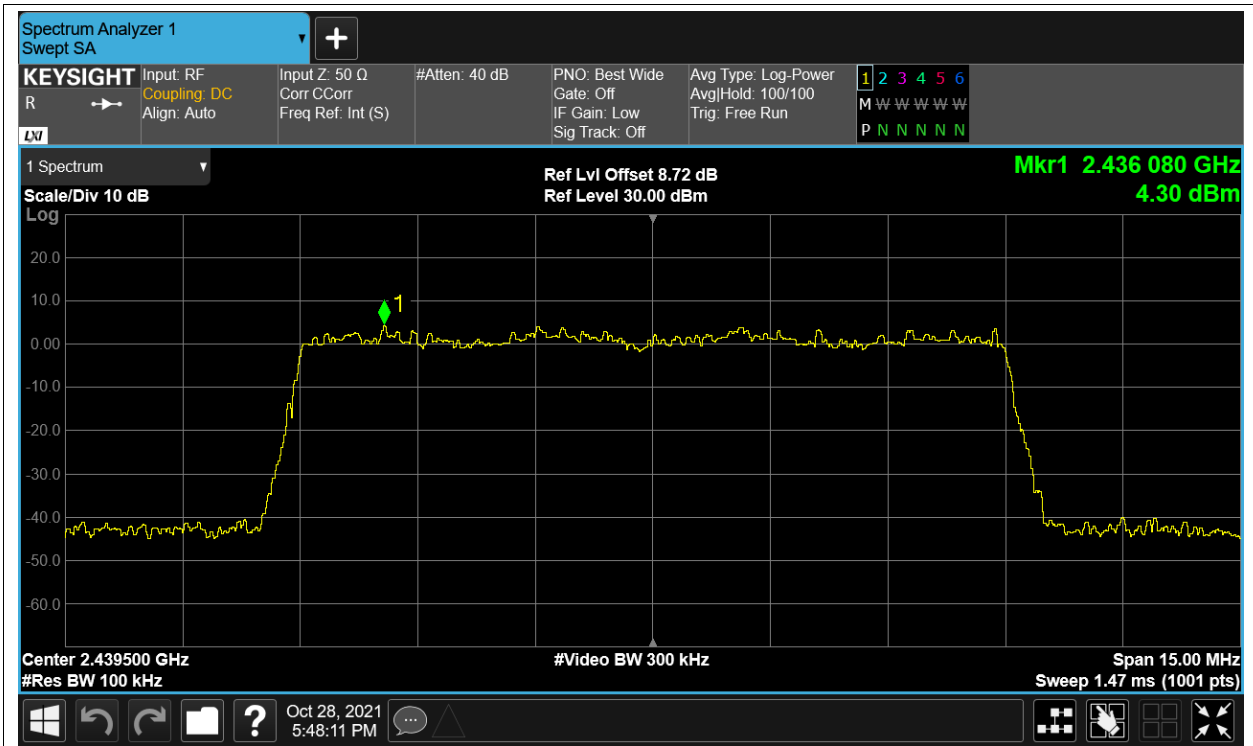 Spectrum Analyzer 1
Swept SA
KEYSIGHT
R
LXI
Input: RF
Coupling: DC
Align: Auto
Input Z: 50 Ω
Corr CCorr
Freq Ref: Int (S)
#Atten: 40 dB
PNO: Best Wide
Gate: Off
IF Gain: Low
Sig Track: Off
Avg Type: Log-Power
Avg|Hold: 100/100
Trig: Free Run
1 2 3 4 5 6
M W W W W W
P N N N N N
1 Spectrum
Scale/Div 10 dB
Ref Lvl Offset 8.72 dB
Ref Level 30.00 dBm
Mkr1 2.436 080 GHz
4.30 dBm
Log
20.0
10.0
1
0.00
-10.0
-20.0
-30.0
-40.0
-50.0
-60.0
Center 2.439500 GHz
#Video BW 300 kHz
Span 15.00 MHz
#Res BW 100 kHz
Sweep 1.47 ms (1001 pts)
?
Oct 28, 2021
5:48:11 PM